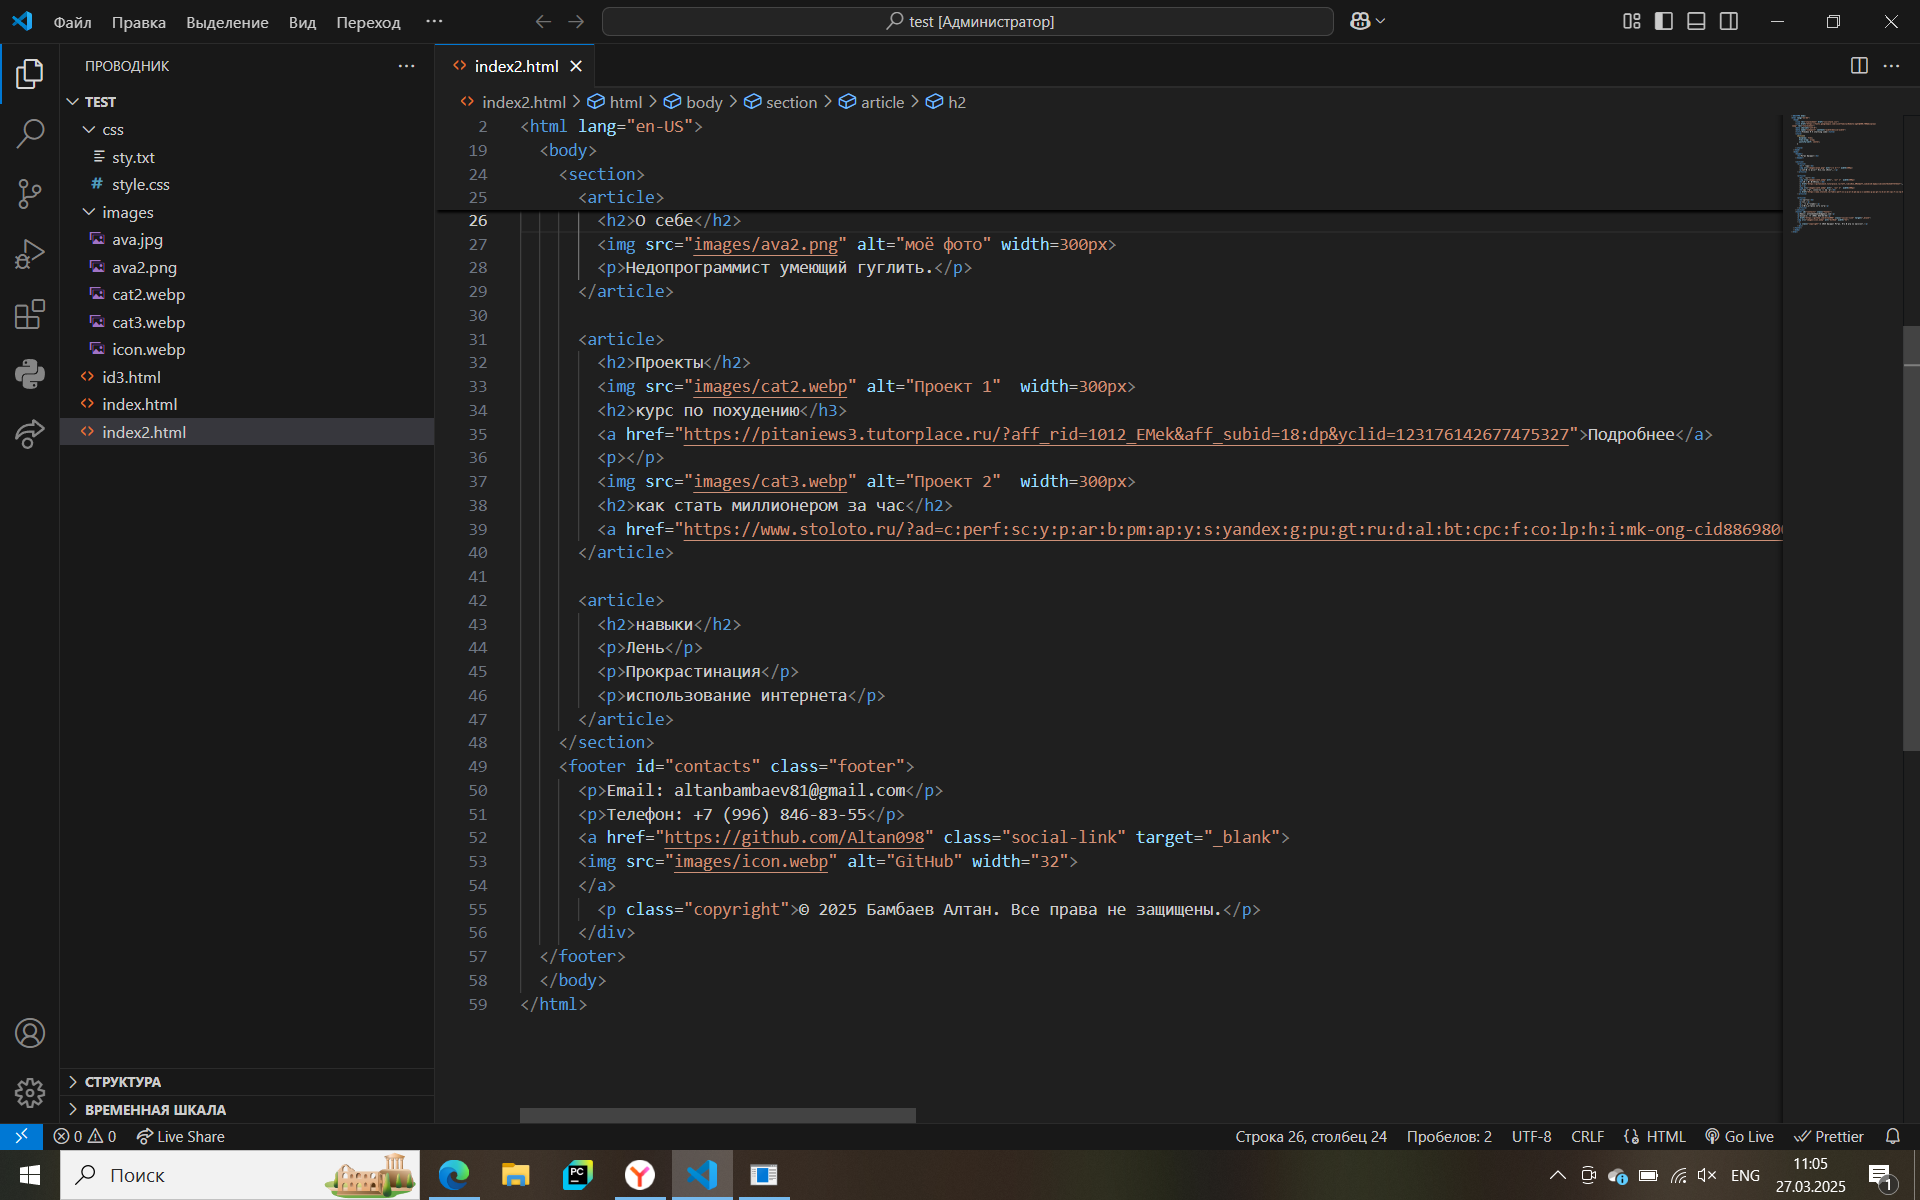 Файл Правка Выделение Вид Переход ··· test [Администратор]
ПРОВОДНИК ···
TEST
css
sty.txt
# style.css
images
ava.jpg
ava2.png
cat2.webp
cat3.webp
icon.webp
<> id3.html
<> index.html
<> index2.html
СТРУКТУРА
ВРЕМЕННАЯ ШКАЛА
<> index2.html
<> index2.html > html > body > section > article > h2
2 <html lang="en-US">
19 <body>
24 <section>
25 <article>
26 <h2>О себе</h2>
27 <img src="images/ava2.png" alt="моё фото" width=300px>
28 <p>Недопрограммист умеющий гуглить.</p>
29 </article>
30
31 <article>
32 <h2>Проекты</h2>
33 <img src="images/cat2.webp" alt="Проект 1"  width=300px>
34 <h2>курс по похудению</h3>
35 <a href="https://pitaniews3.tutorplace.ru/?aff_rid=1012_EMek&aff_subid=18:dp&yclid=123176142677475327">Подробнее</a>
36 <p></p>
37 <img src="images/cat3.webp" alt="Проект 2"  width=300px>
38 <h2>как стать миллионером за час</h2>
39 <a href="https://www.stoloto.ru/?ad=c:perf:sc:y:p:ar:b:pm:ap:y:s:yandex:g:pu:gt:ru:d:al:bt:cpc:f:co:lp:h:i:mk-ong-cid886980
40 </article>
41
42 <article>
43 <h2>навыки</h2>
44 <p>Лень</p>
45 <p>Прокрастинация</p>
46 <p>использование интернета</p>
47 </article>
48 </section>
49 <footer id="contacts" class="footer">
50 <p>Email: altanbambaev81@gmail.com</p>
51 <p>Телефон: +7 (996) 846-83-55</p>
52 <a href="https://github.com/Altan098" class="social-link" target="_blank">
53 <img src="images/icon.webp" alt="GitHub" width="32">
54 </a>
55 <p class="copyright">© 2025 Бамбаев Алтан. Все права не защищены.</p>
56 </div>
57 </footer>
58 </body>
59 </html>
0 0 Live Share Строка 26, столбец 24 Пробелов: 2 UTF-8 CRLF {} HTML Go Live Prettier
Поиск PC ENG 11:05
27.03.2025 1